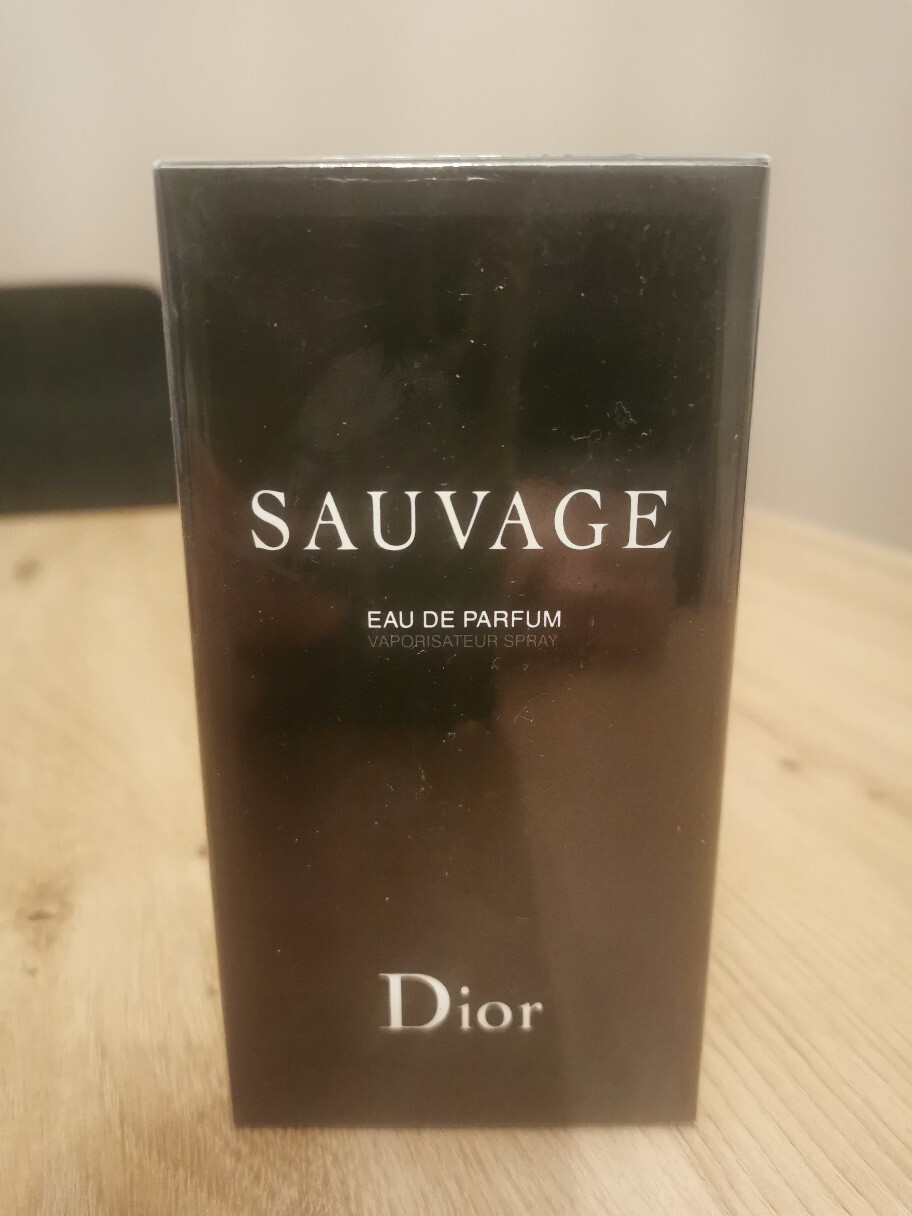 SAUVAGE
EAU DE PARFUM
VAPORISATEUR SPRAY
Dior